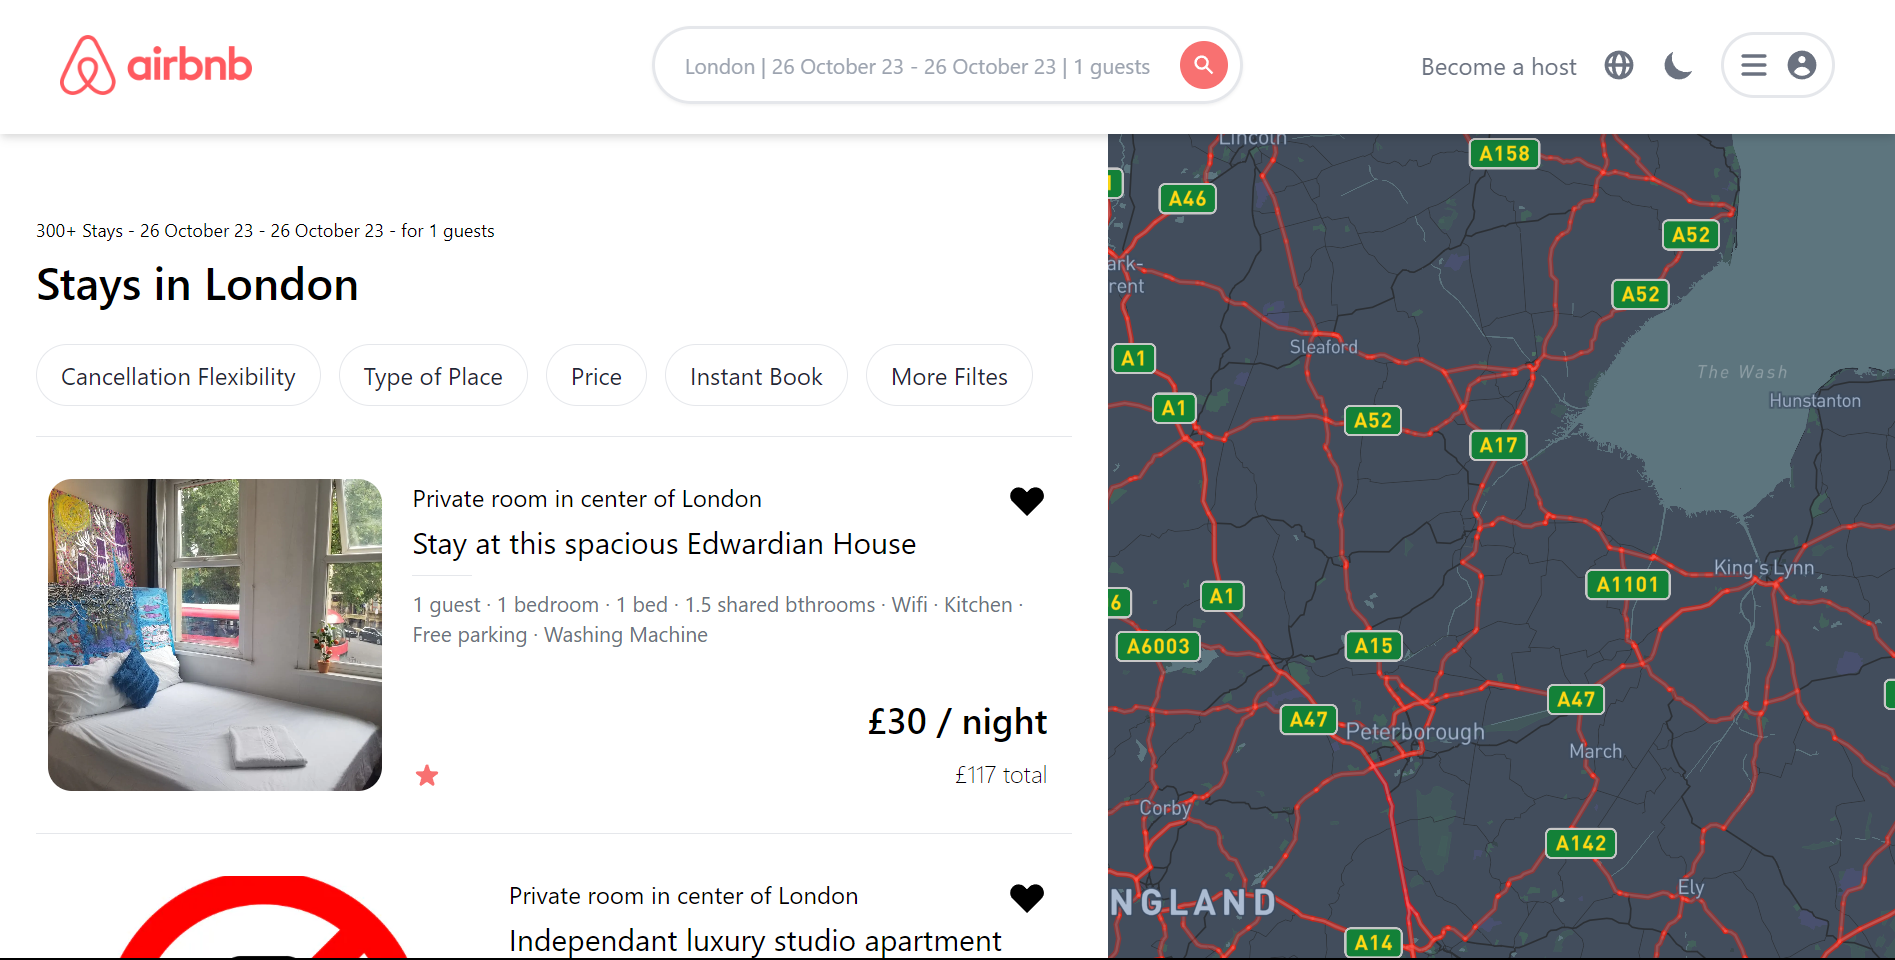 airbnb
London | 26 October 23 - 26 October 23 | 1 guests
Become a host
300+ Stays - 26 October 23 - 26 October 23 - for 1 guests
Stays in London
Cancellation Flexibility
Type of Place
Price
Instant Book
More Filtes
Private room in center of London
Stay at this spacious Edwardian House
1 guest · 1 bedroom · 1 bed · 1.5 shared bthrooms · Wifi · Kitchen ·
Free parking · Washing Machine
£30 / night
£117 total
Private room in center of London
Independant luxury studio apartment
Lincoln
A158
A46
A52
ark-
rent
A52
A1
Sleaford
The Wash
Hunstanton
A1
A52
A17
King's Lynn
A1101
A1
6
A6003
A15
A47
A47
Peterborough
March
Corby
A142
Ely
NGLAND
A14